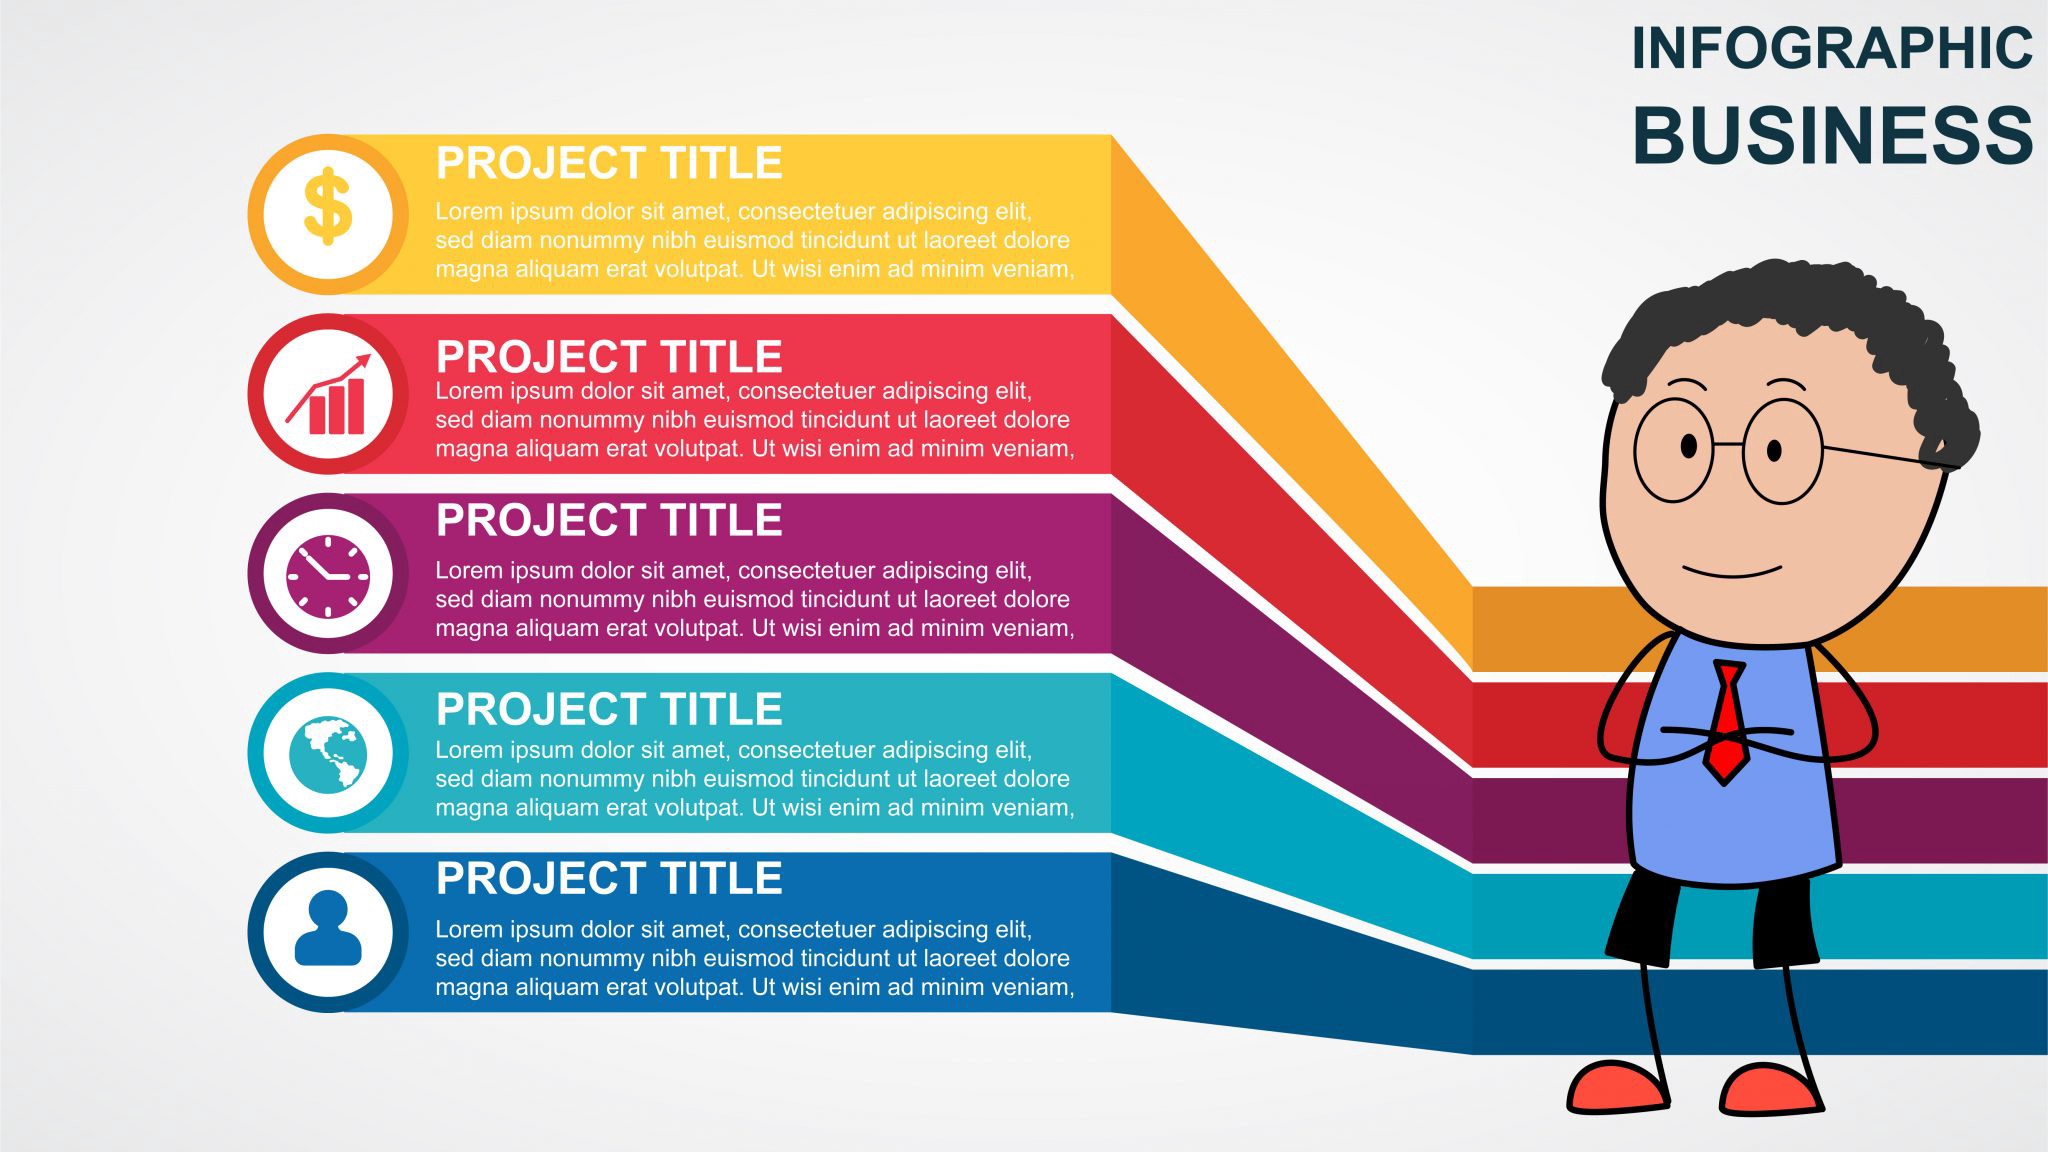 INFOGRAPHIC
BUSINESS
PROJECT TITLE
Lorem ipsum dolor sit amet, consectetuer adipiscing elit,
sed diam nonummy nibh euismod tincidunt ut laoreet dolore
magna aliquam erat volutpat. Ut wisi enim ad minim veniam,
PROJECT TITLE
Lorem ipsum dolor sit amet, consectetuer adipiscing elit,
sed diam nonummy nibh euismod tincidunt ut laoreet dolore
magna aliquam erat volutpat. Ut wisi enim ad minim veniam,
PROJECT TITLE
Lorem ipsum dolor sit amet, consectetuer adipiscing elit,
sed diam nonummy nibh euismod tincidunt ut laoreet dolore
magna aliquam erat volutpat. Ut wisi enim ad minim veniam,
PROJECT TITLE
Lorem ipsum dolor sit amet, consectetuer adipiscing elit,
sed diam nonummy nibh euismod tincidunt ut laoreet dolore
magna aliquam erat volutpat. Ut wisi enim ad minim veniam,
PROJECT TITLE
Lorem ipsum dolor sit amet, consectetuer adipiscing elit,
sed diam nonummy nibh euismod tincidunt ut laoreet dolore
magna aliquam erat volutpat. Ut wisi enim ad minim veniam,